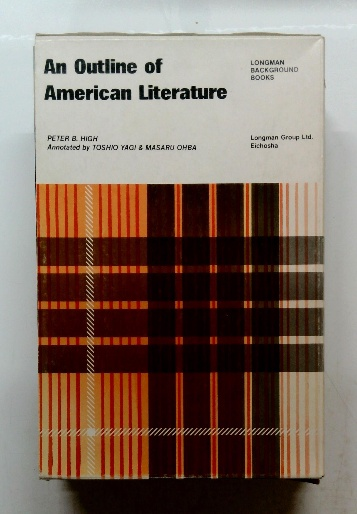 An Outline of
American Literature
LONGMAN
BACKGROUND
BOOKS
PETER B. HIGH
Annotated by TOSHIO YAGI & MASARU OHBA
Longman Group Ltd.
Eichosha